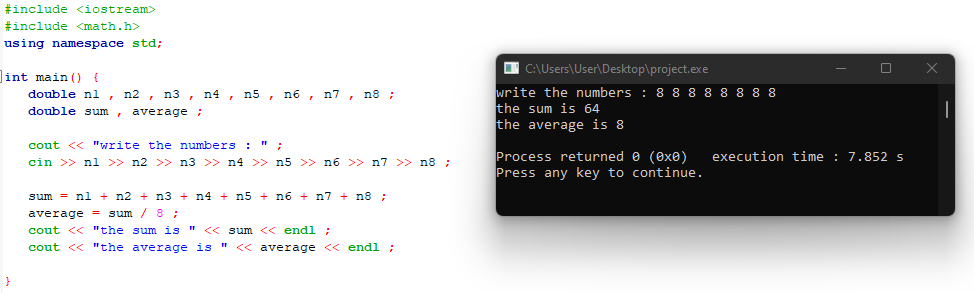 #include <iostream>
#include <math.h>
using namespace std;
int main() {
double n1 , n2 , n3 , n4 , n5 , n6 , n7 , n8 ;
double sum , average ;
cout << "write the numbers : " ;
cin >> n1 >> n2 >> n3 >> n4 >> n5 >> n6 >> n7 >> n8 ;
sum = n1 + n2 + n3 + n4 + n5 + n6 + n7 + n8 ;
average = sum / 8 ;
cout << "the sum is " << sum << endl ;
cout << "the average is " << average << endl ;
}
C:\Users\User\Desktop\project.exe
write the numbers : 8 8 8 8 8 8 8 8
the sum is 64
the average is 8
Process returned 0 (0x0)   execution time : 7.852 s
Press any key to continue.